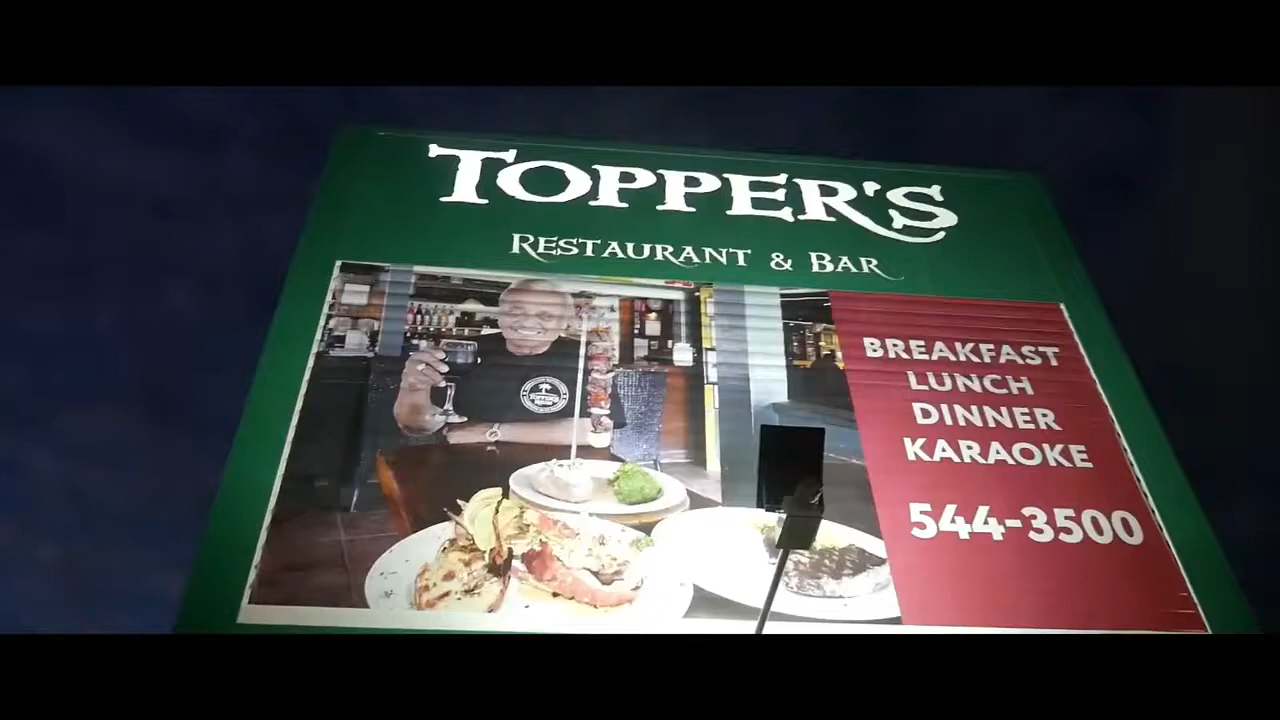 TOPPER'S
RESTAURANT & BAR
BREAKFAST
LUNCH
DINNER
KARAOKE
544-3500